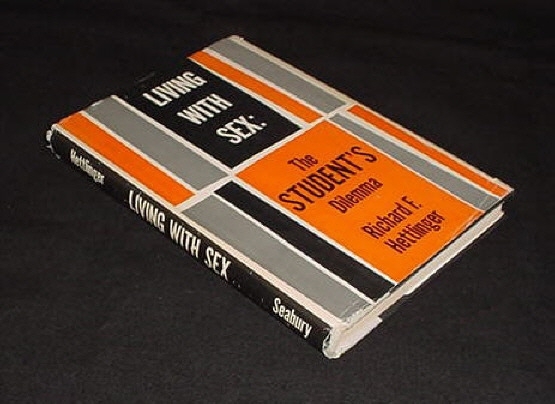 LIVING
WITH
SEX:
The
STUDENT'S
Dilemma
Richard F.
Hettlinger
Hettlinger
LIVING WITH SEX
Seabury